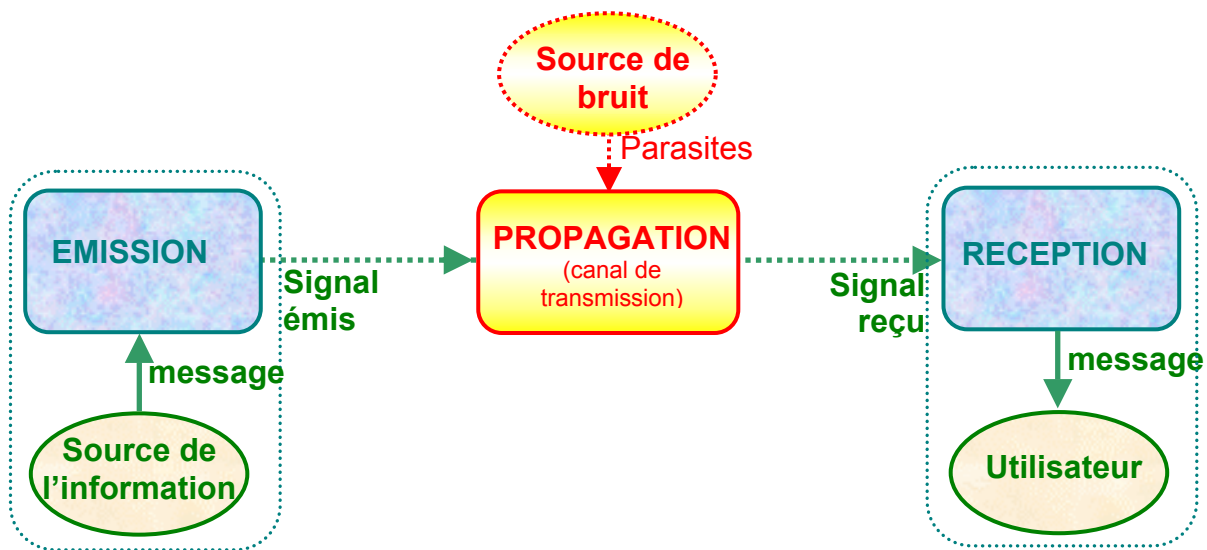 Source de
bruit
Parasites
EMISSION
Signal
émis
PROPAGATION
(canal de
transmission)
Signal
reçu
RECEPTION
message
Source de
l’information
message
Utilisateur